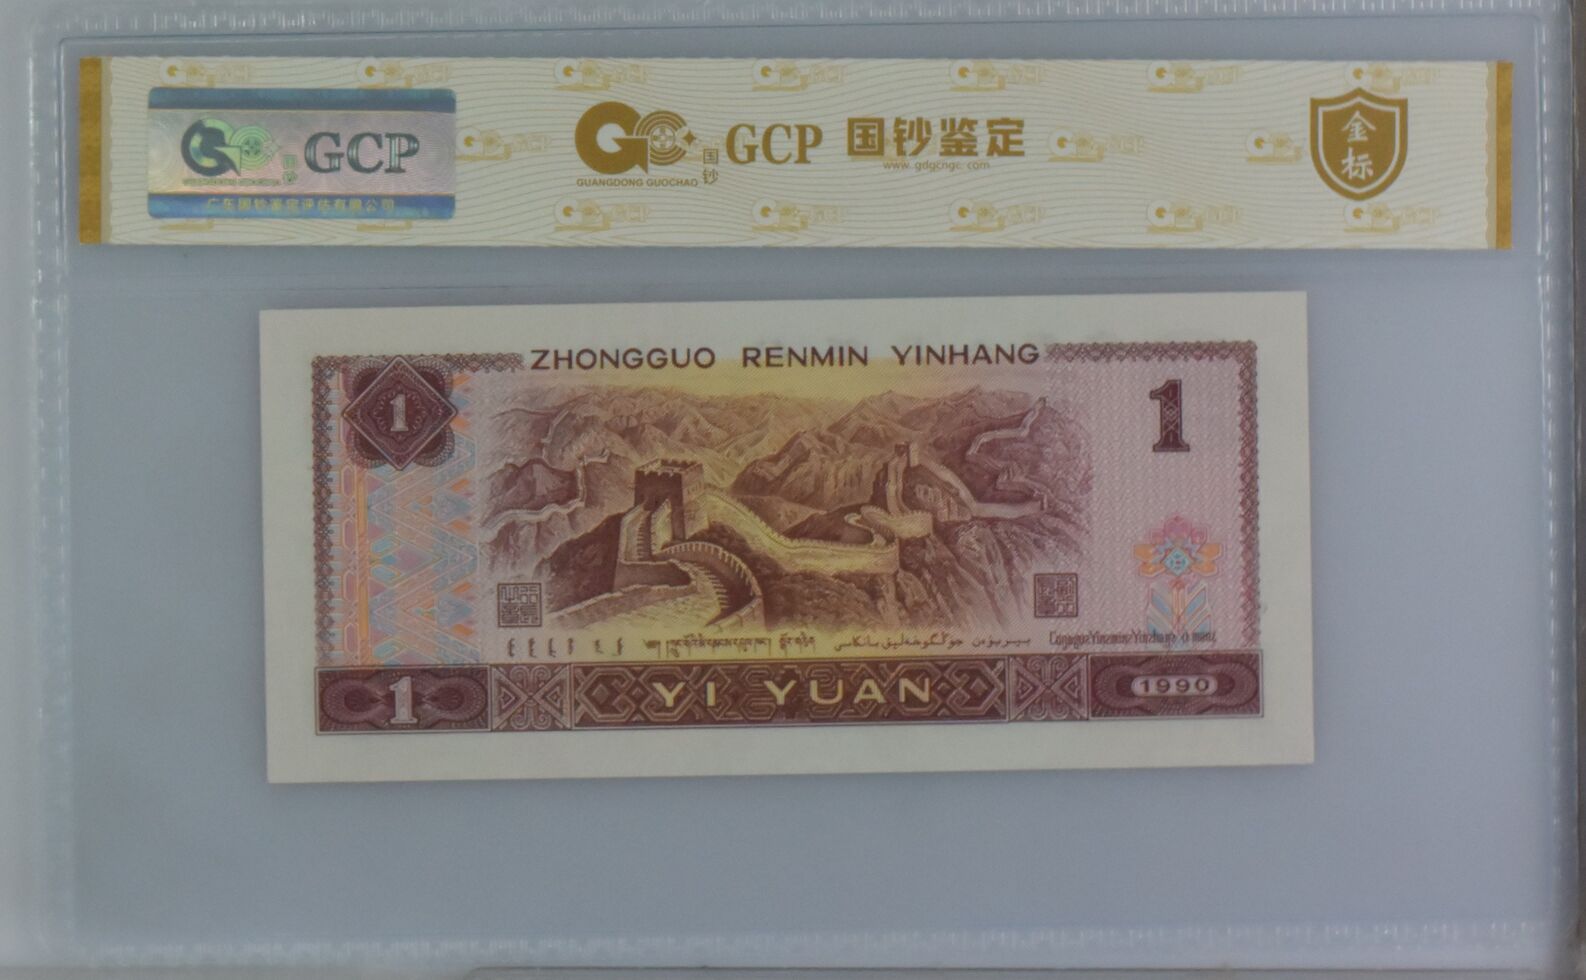 GCP
广东国钞鉴定评估有限公司
国钞
GUANGDONG GUOCHAO
GCP 国钞鉴定
www.gdgcngc.com
金标
ZHONGGUO RENMIN YINHANG
1
1
1
YI YUAN
1990